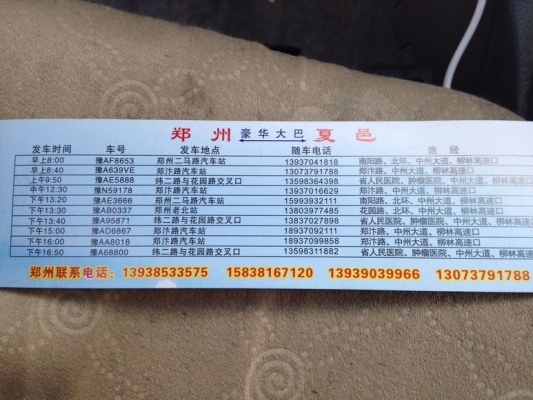 郑州 豪华大巴 夏邑
发车时间 车号 发车地点 随车电话 途经
早上8:00 豫AF8653 郑州二马路汽车站 13937041818 南阳路、北环、中州大道、柳林高速口
早上8:40 豫A639VE 郑汴路汽车站 13073791788 郑汴路、中州大道、柳林高速口
上午9:50 豫AE5888 纬二路与花园路交叉口 13598364398 省人民医院、肿瘤医院、中州大道、柳林高速口
中午12:30 豫N59178 郑汴路汽车站 13703976628 郑汴路、中州大道、柳林高速口
下午13:20 豫AE3666 郑州二马路汽车站 15993932111 南阳路、北环、中州大道、柳林高速口
下午13:30 豫AB0337 郑州老北站 13803974875 花园路、北环、中州大道、柳林高速口
下午13:40 豫A95871 纬二路与花园路交叉口 13837027898 省人民医院、肿瘤医院、中州大道、柳林高速口
下午15:00 豫AD6867 郑汴路汽车站 18937092111 郑汴路、中州大道、柳林高速口
下午16:00 豫AA8018 郑汴路汽车站 18937099858 郑汴路、中州大道、柳林高速口
下午16:50 豫A68800 纬二路与花园路交叉口 13598311882 省人民医院、肿瘤医院、中州大道、柳林高速口
郑州联系电话：13938533575 15838167120 13939039966 13073791788